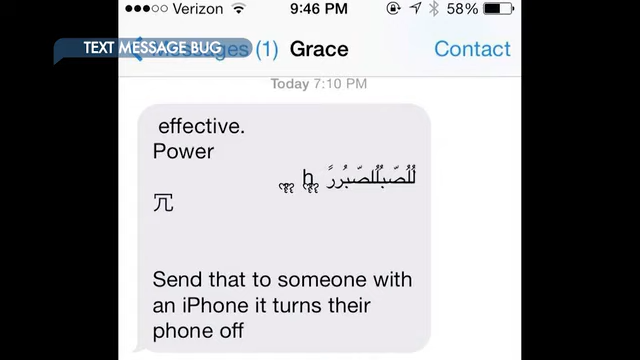 Verizon 9:46 PM 58%
TEXT MESSAGE BUG
Messages (1) Grace Contact
Today 7:10 PM
effective.
Power
لُلُصّبُلُلصّبُررً ॣ ॣh ॣ ॣ
冗
Send that to someone with
an iPhone it turns their
phone off